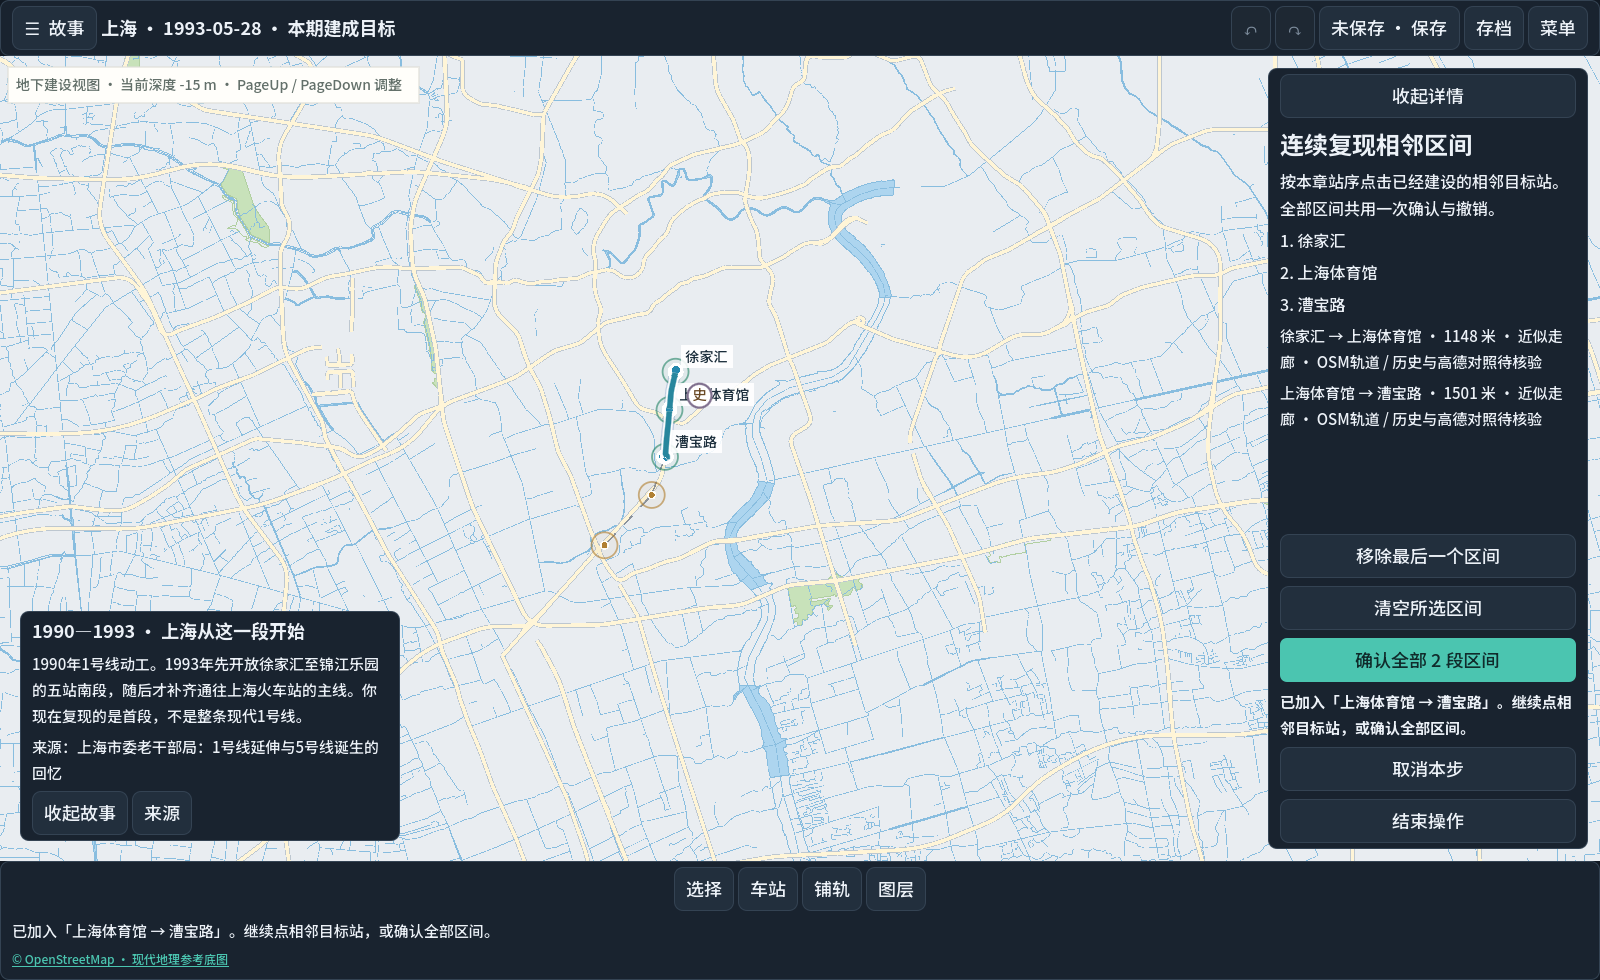 ☰ 故事
上海 · 1993-05-28 · 本期建成目标
未保存 · 保存
存档
菜单
地下建设视图 · 当前深度 -15 m · PageUp / PageDown 调整
徐家汇
上
史
体育馆
漕宝路
收起详情
连续复现相邻区间
按本章站序点击已经建设的相邻目标站。
全部区间共用一次确认与撤销。
1. 徐家汇
2. 上海体育馆
3. 漕宝路
徐家汇 → 上海体育馆 · 1148 米 · 近似走
廊 · OSM轨道 / 历史与高德对照待核验
上海体育馆 → 漕宝路 · 1501 米 · 近似走
廊 · OSM轨道 / 历史与高德对照待核验
移除最后一个区间
清空所选区间
确认全部 2 段区间
已加入「上海体育馆 → 漕宝路」。继续点相
邻目标站，或确认全部区间。
取消本步
结束操作
1990—1993 · 上海从这一段开始
1990年1号线动工。1993年先开放徐家汇至锦江乐园
的五站南段，随后才补齐通往上海火车站的主线。你
现在复现的是首段，不是整条现代1号线。
来源：上海市委老干部局：1号线延伸与5号线诞生的
回忆
收起故事
来源
选择
车站
铺轨
图层
已加入「上海体育馆 → 漕宝路」。继续点相邻目标站，或确认全部区间。
© OpenStreetMap · 现代地理参考底图